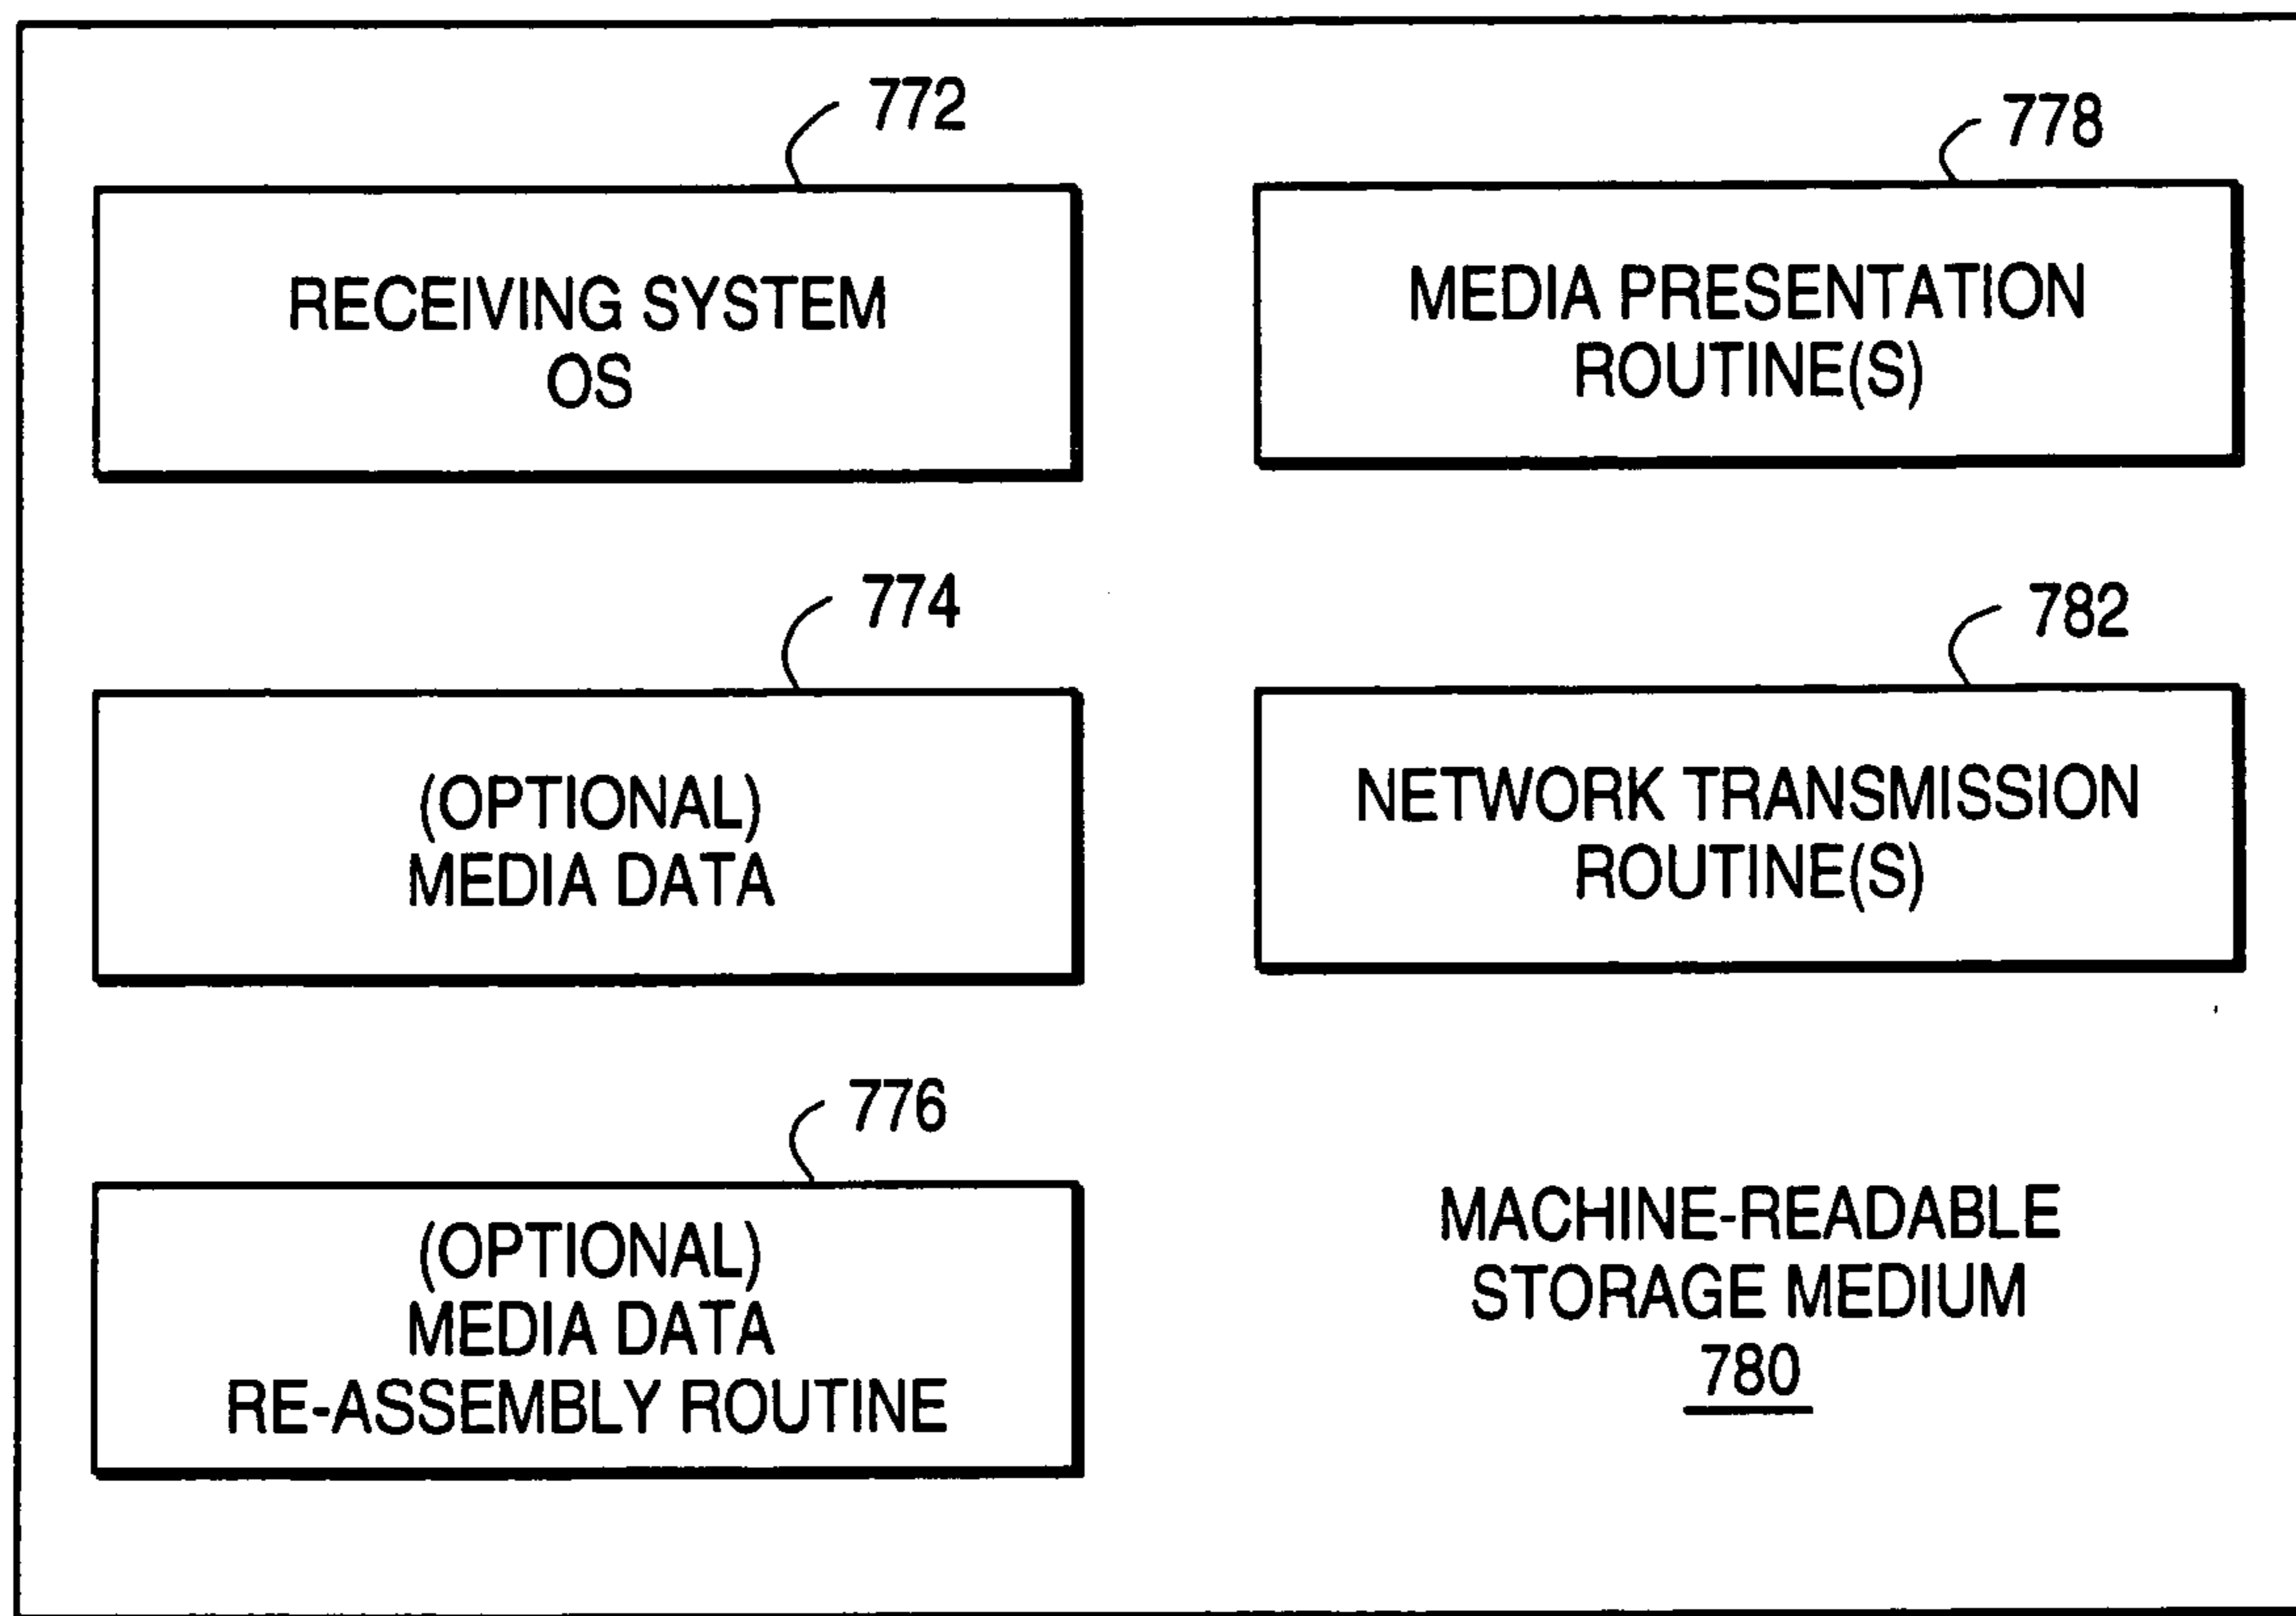 772
RECEIVING SYSTEM
OS
778
MEDIA PRESENTATION
ROUTINE(S)
774
(OPTIONAL)
MEDIA DATA
782
NETWORK TRANSMISSION
ROUTINE(S)
776
(OPTIONAL)
MEDIA DATA
RE-ASSEMBLY ROUTINE
MACHINE-READABLE
STORAGE MEDIUM
780